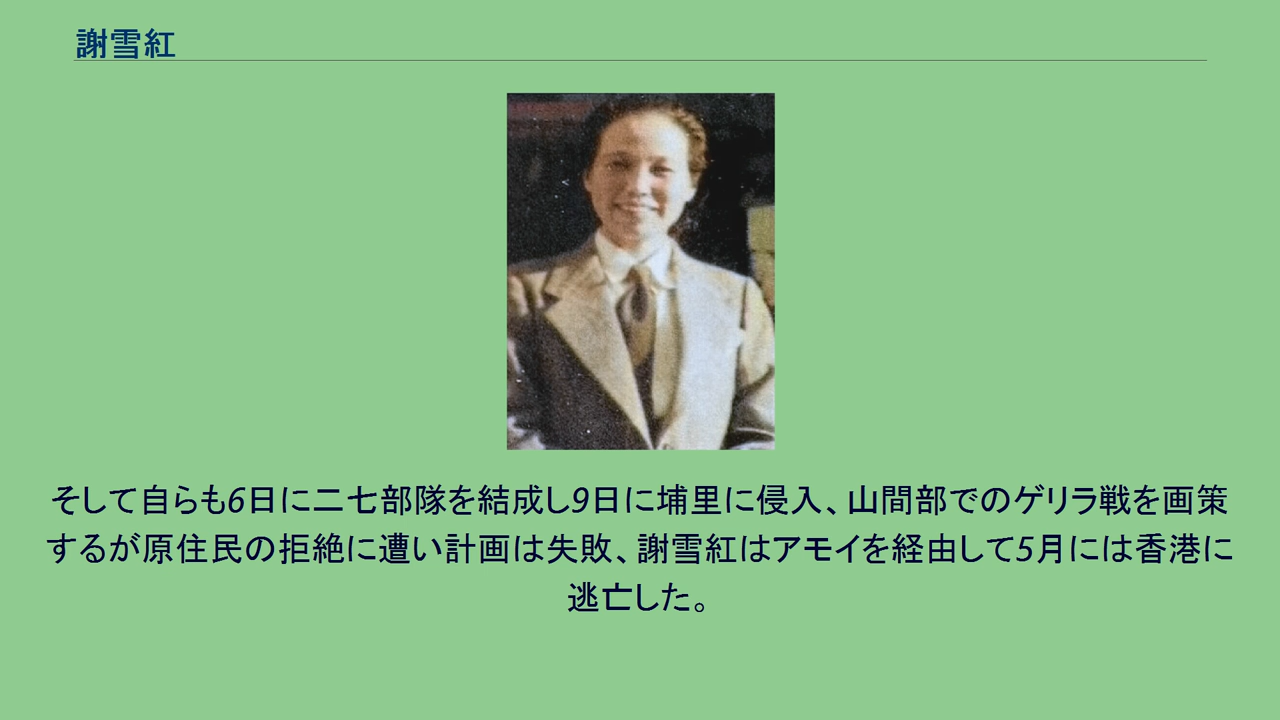 謝雪紅
そして自らも6日に二七部隊を結成し9日に埔里に侵入、山間部でのゲリラ戦を画策
するが原住民の拒絶に遭い計画は失敗、謝雪紅はアモイを経由して5月には香港に
逃亡した。